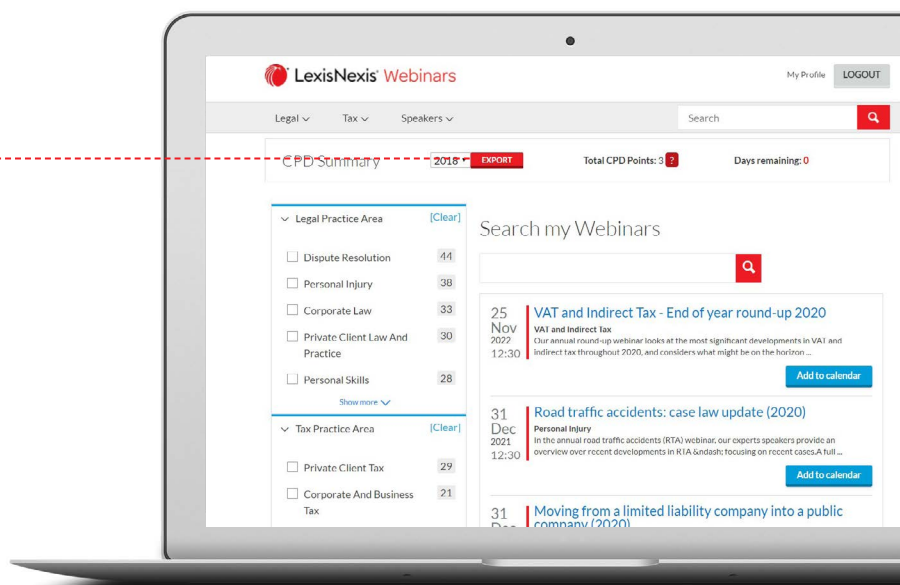 LexisNexis® Webinars
My Profile
LOGOUT
Legal
Tax
Speakers
Search
CPD Summary
2018
EXPORT
Total CPD Points: 3 ?
Days remaining: 0
Legal Practice Area [Clear]
Dispute Resolution 44
Personal Injury 38
Corporate Law 33
Private Client Law And 30
Practice
Personal Skills 28
Show more
Tax Practice Area [Clear]
Private Client Tax 29
Corporate And Business 21
Tax
Search my Webinars
25 Nov 2022 12:30
VAT and Indirect Tax - End of year round-up 2020
VAT and Indirect Tax
Our annual round-up webinar looks at the most significant developments in VAT and
indirect tax throughout 2020, and considers what might be on the horizon ...
Add to calendar
31 Dec 2021 12:30
Road traffic accidents: case law update (2020)
Personal Injury
In the annual road traffic accidents (RTA) webinar, our experts speakers provide an
overview over recent developments in RTA &ndash; focusing on recent cases.A full ...
Add to calendar
31 Dec
Moving from a limited liability company into a public
company (2020)